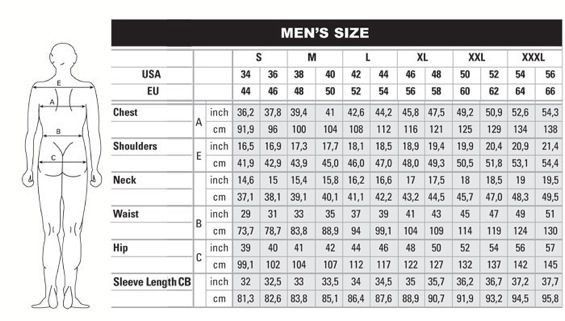 MEN'S SIZE
S M L XL XXL XXXL
USA 34 36 38 40 42 44 46 48 50 52 54 56
EU 44 46 48 50 52 54 56 58 60 62 64 66
Chest A inch 36,2 37,8 39,4 41 42,6 44,2 45,8 47,5 49,2 50,9 52,6 54,3
cm 91,9 96 100 104 108 112 116 121 125 129 134 138
Shoulders E inch 16,5 16,9 17,3 17,7 18,1 18,5 18,9 19,4 19,9 20,4 20,9 21,4
cm 41,9 42,9 43,9 45,0 46,0 47,0 48,0 49,3 50,5 51,8 53,1 54,4
Neck inch 14,6 15 15,4 15,8 16,2 16,6 17 17,5 18 18,5 19 19,5
cm 37,1 38,1 39,1 40,1 41,1 42,2 43,2 44,5 45,7 47,0 48,3 49,5
Waist B inch 29 31 33 35 37 39 41 43 45 47 49 51
cm 73,7 78,7 83,8 88,9 94 99,1 104 109 114 119 124 130
Hip C inch 39 40 41 42 44 46 48 50 52 54 56 57
cm 99,1 102 104 107 112 117 122 127 132 137 142 145
Sleeve Length CB inch 32 32,5 33 33,5 34 34,5 35 35,7 36,2 36,7 37,2 37,7
cm 81,3 82,6 83,8 85,1 86,4 87,6 88,9 90,7 91,9 93,2 94,5 95,8
E
A
B
C